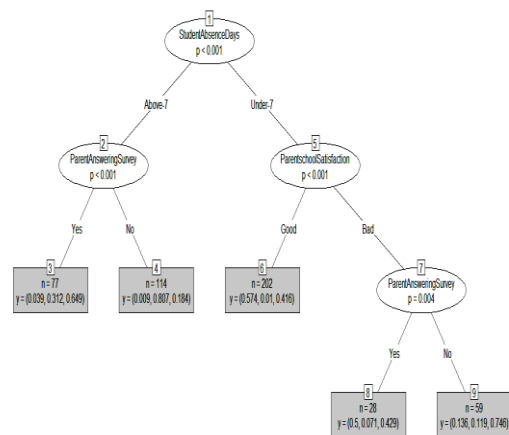 1
StudentAbsenceDays
p < 0.001
Above-7
Under-7
2
ParentAnsweringSurvey
p < 0.001
5
ParentschoolSatisfaction
p < 0.001
Yes
No
Good
Bad
3
n = 77
y = (0.039, 0.312, 0.649)
4
n = 114
y = (0.009, 0.807, 0.184)
6
n = 202
y = (0.574, 0.01, 0.416)
7
ParentAnsweringSurvey
p = 0.004
Yes
No
8
n = 28
y = (0.5, 0.071, 0.429)
9
n = 59
y = (0.136, 0.119, 0.746)